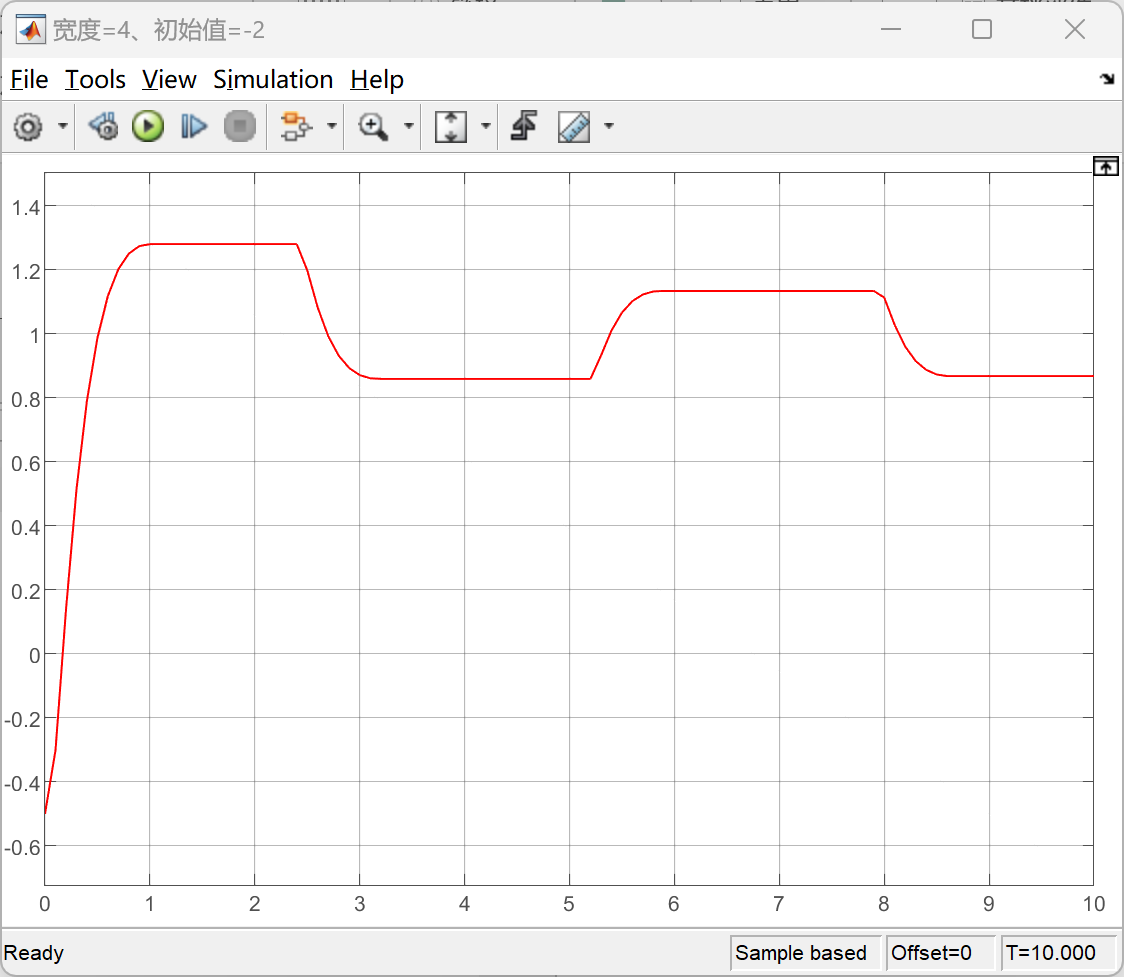 宽度=4、初始值=-2
File Tools View Simulation Help
1.4
1.2
1
0.8
0.6
0.4
0.2
0
-0.2
-0.4
-0.6
0 1 2 3 4 5 6 7 8 9 10
Ready Sample based Offset=0 T=10.000